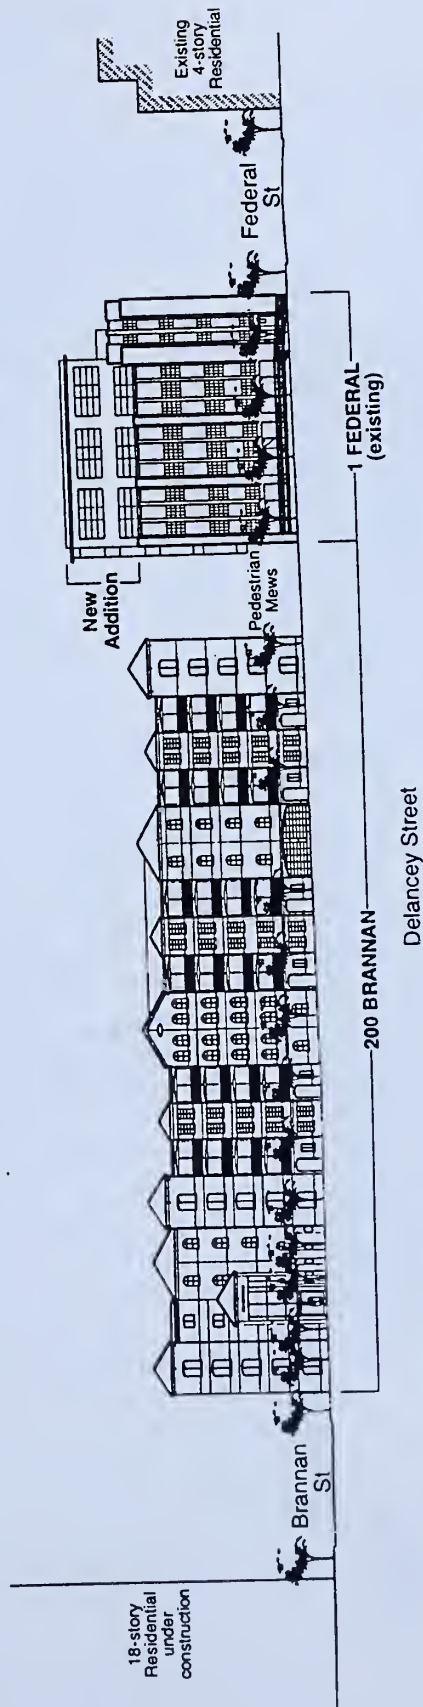 18-story
Residential
under
construction
Brannan
St
200 BRANNAN
Delancey Street
New
Addition
Pedestrian
Mews
1 FEDERAL
(existing)
Federal
St
Existing
4-story
Residential